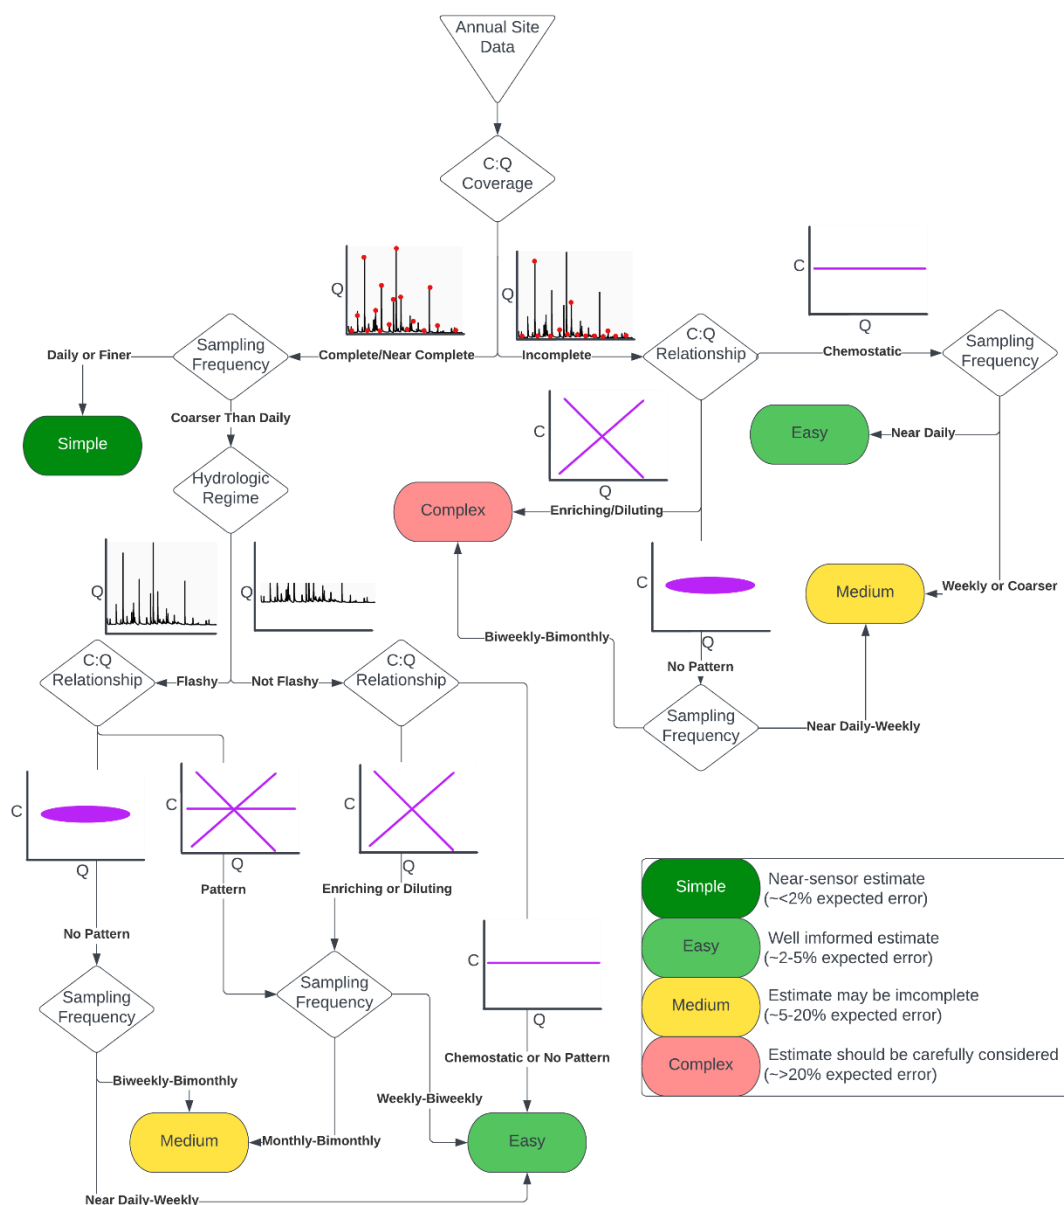 Annual Site
Data
C:Q
Coverage
C
Q
Q
Q
Sampling
Frequency
C:Q
Relationship
Sampling
Frequency
Daily or Finer
Complete/Near Complete
Incomplete
Chemostatic
Coarser Than Daily
Simple
C
Q
Easy
Near Daily
Hydrologic
Regime
Complex
Enriching/Diluting
Q
Q
C
Q
Medium
Weekly or Coarser
Biweekly-Bimonthly
No Pattern
C:Q
Relationship
Flashy
Not Flashy
C:Q
Relationship
Sampling
Frequency
Near Daily-Weekly
C
Q
C
Q
C
Q
Pattern
Enriching or Diluting
No Pattern
C
Q
Sampling
Frequency
Sampling
Frequency
Chemostatic or No Pattern
Biweekly-Bimonthly
Weekly-Biweekly
Medium
Monthly-Bimonthly
Easy
Near Daily-Weekly
Simple
Near-sensor estimate
(~<2% expected error)
Easy
Well imformed estimate
(~2-5% expected error)
Medium
Estimate may be imcomplete
(~5-20% expected error)
Complex
Estimate should be carefully considered
(~>20% expected error)